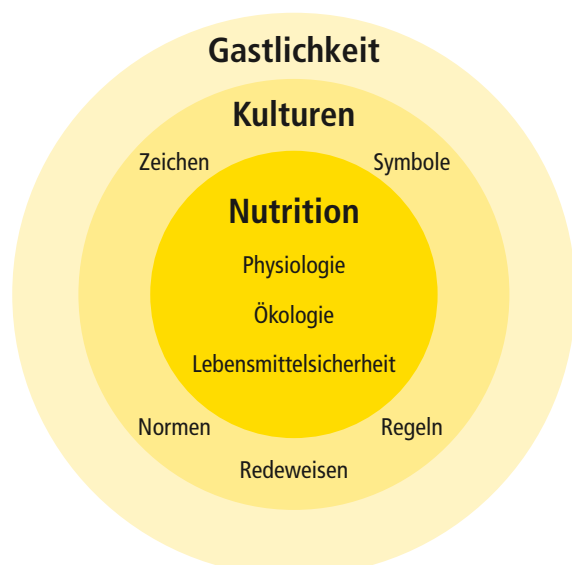 Gastlichkeit
Kulturen
Zeichen Symbole
Nutrition
Physiologie
Ökologie
Lebensmittelsicherheit
Normen Regeln
Redeweisen